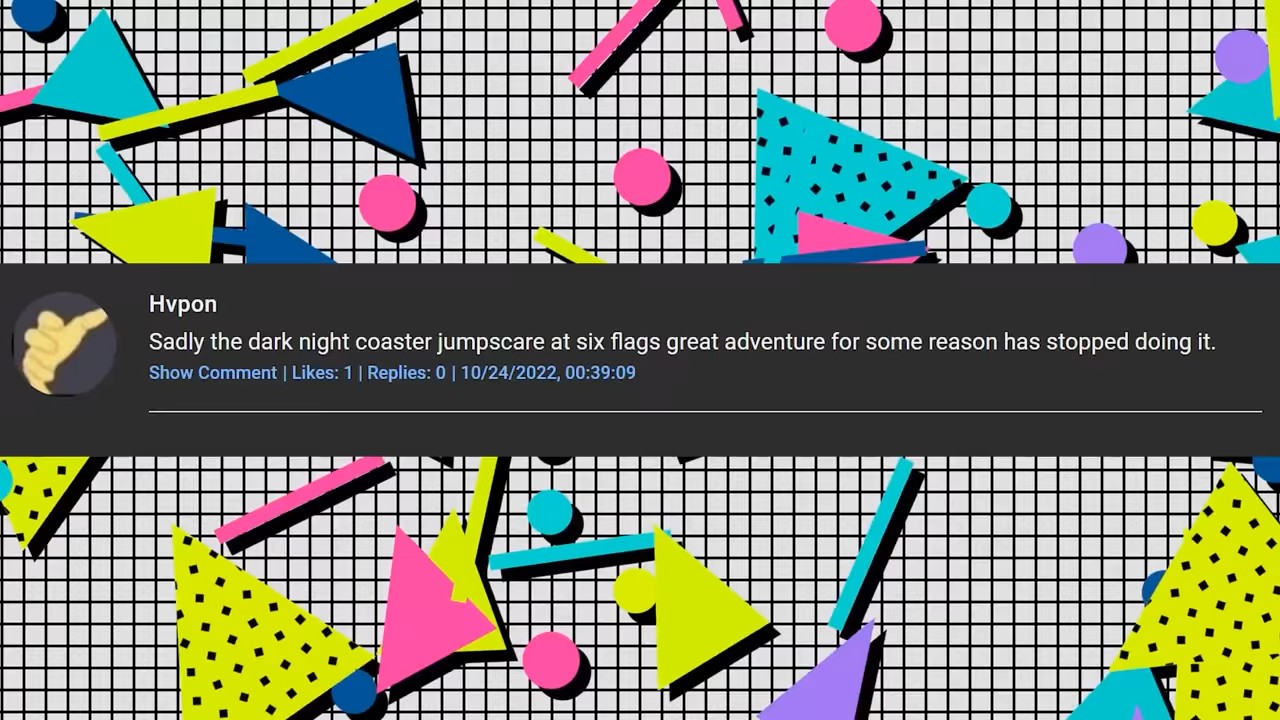 Hvpon
Sadly the dark night coaster jumpscare at six flags great adventure for some reason has stopped doing it.
Show Comment | Likes: 1 | Replies: 0 | 10/24/2022, 00:39:09